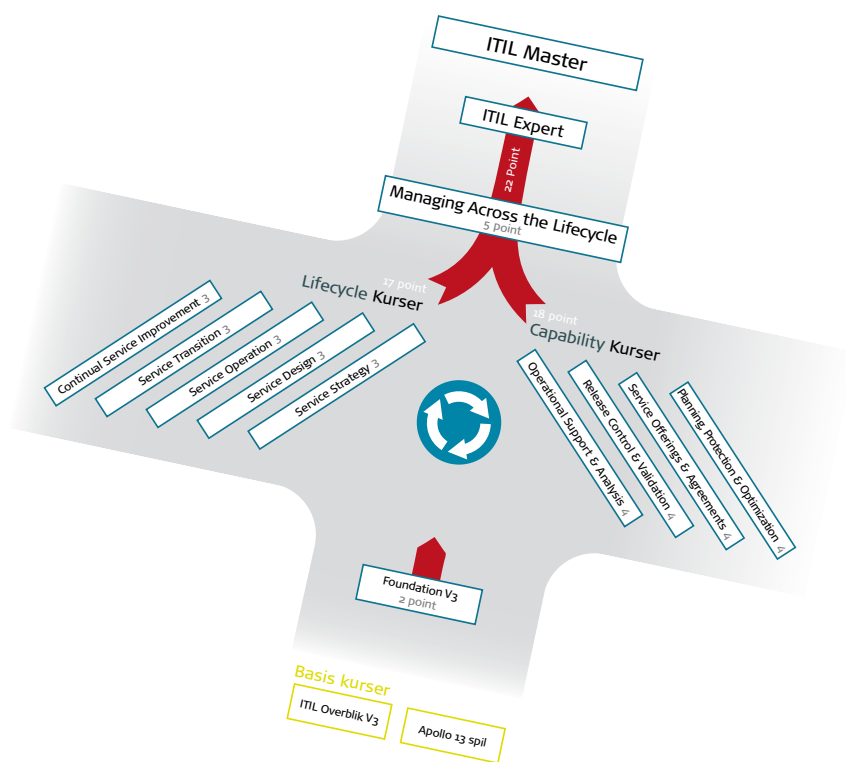 ITIL Master
ITIL Expert
22 Point
Managing Across the Lifecycle
5 point
17 point
Lifecycle Kurser
18 point
Capability Kurser
Continual Service Improvement 3
Service Transition 3
Service Operation 3
Service Design 3
Service Strategy 3
Operational Support & Analysis 4
Release Control & Validation 4
Service Offerings & Agreements 4
Planning, Protection & Optimization 4
Foundation V3
2 point
Basis kurser
ITIL Overblik V3
Apollo 13 spil